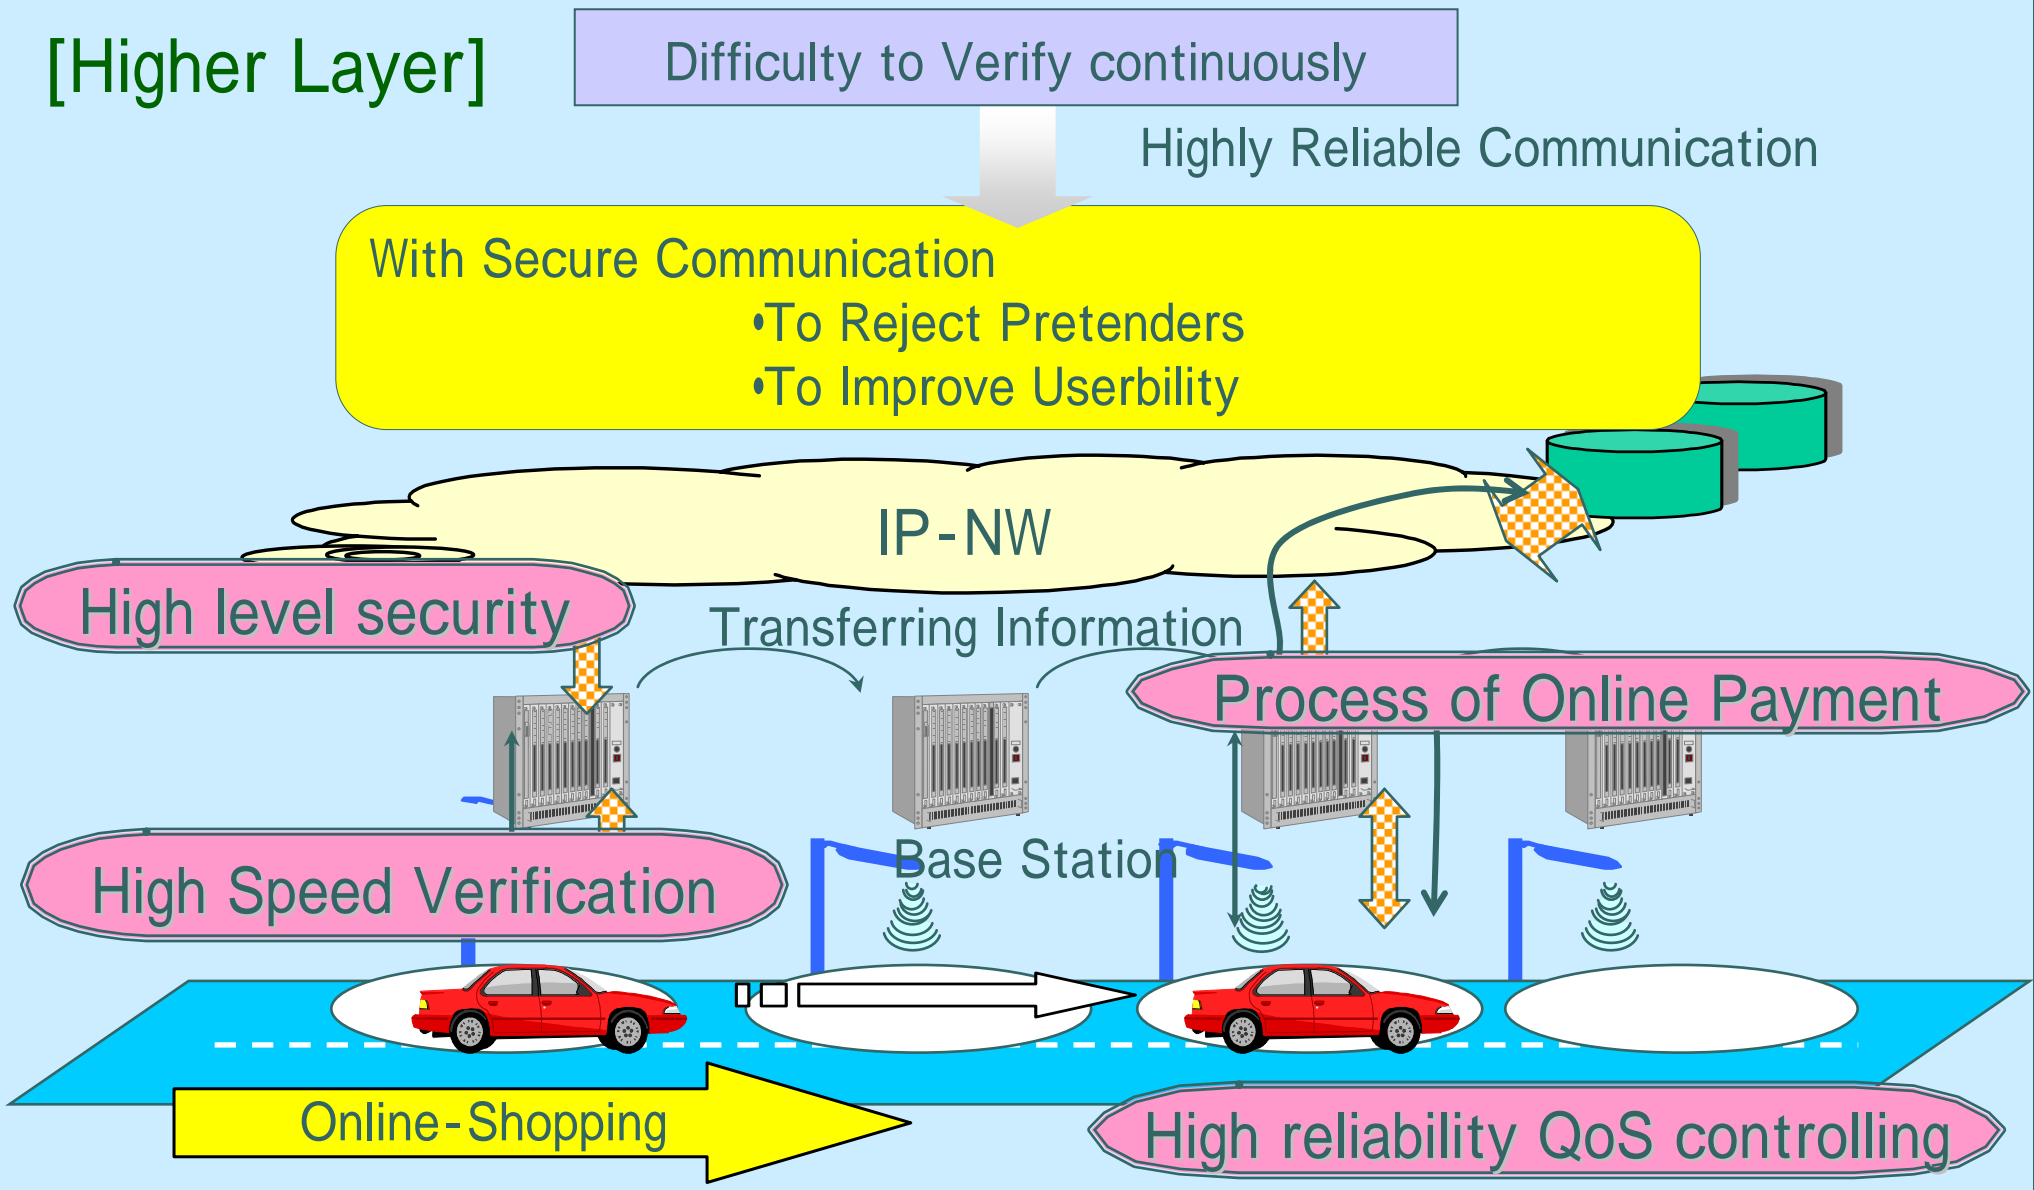 [Higher Layer]
Difficulty to Verify continuously
Highly Reliable Communication
With Secure Communication
•To Reject Pretenders
•To Improve Userbility
IP-NW
High level security
Transferring Information
Process of Online Payment
Base Station
High Speed Verification
Online-Shopping
High reliability QoS controlling